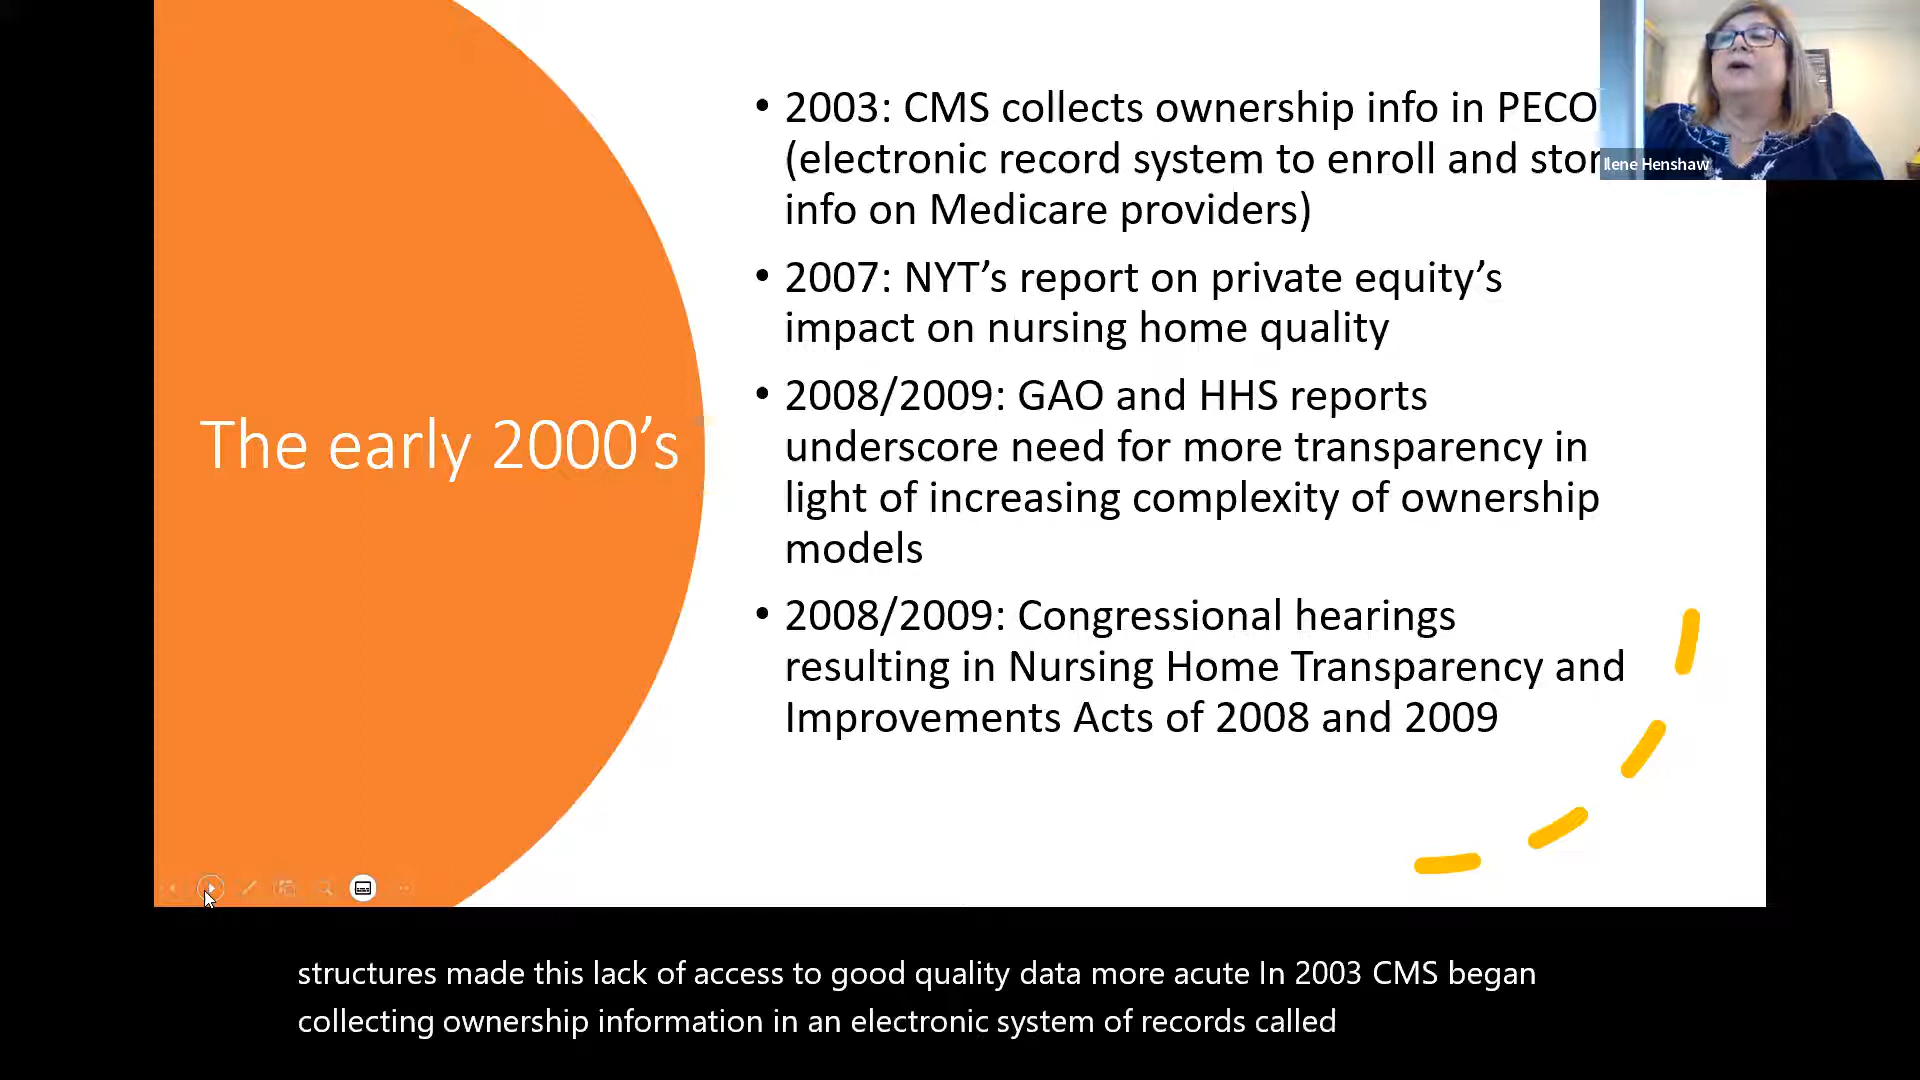 The early 2000's
• 2003: CMS collects ownership info in PECO
(electronic record system to enroll and stor
info on Medicare providers)
• 2007: NYT's report on private equity's
impact on nursing home quality
• 2008/2009: GAO and HHS reports
underscore need for more transparency in
light of increasing complexity of ownership
models
• 2008/2009: Congressional hearings
resulting in Nursing Home Transparency and
Improvements Acts of 2008 and 2009
Ilene Henshaw
structures made this lack of access to good quality data more acute In 2003 CMS began
collecting ownership information in an electronic system of records called